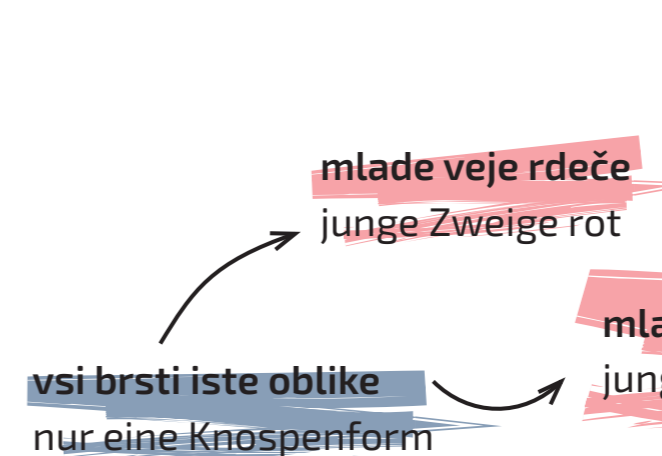 mlade veje rdeče
junge Zweige rot
vsi brsti iste oblike
nur eine Knospenform